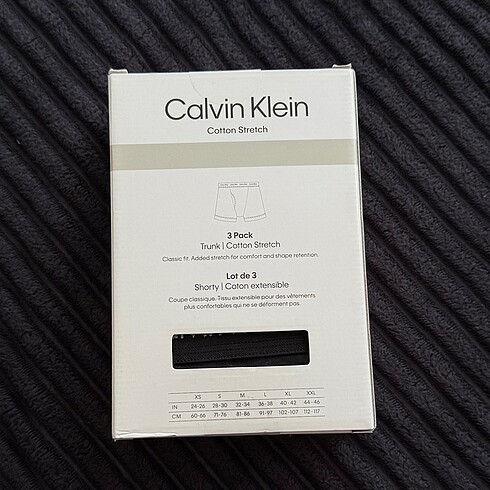 Calvin Klein
Cotton Stretch
3 Pack
Trunk | Cotton Stretch
Classic fit. Added stretch for comfort and shape retention.
Lot de 3
Shorty | Coton extensible
Coupe classique. Tissu extensible pour des vêtements
plus confortables qui ne se déforment pas.
XS S M L XL XXL
IN 24-26 28-30 32-34 36-38 40-42 44-46
CM 60-66 71-76 81-86 91-97 102-107 112-117